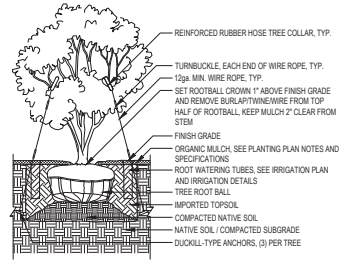 REINFORCED RUBBER HOSE TREE COLLAR, TYP.
TURNBUCKLE, EACH END OF WIRE ROPE, TYP.
12ga. MIN. WIRE ROPE, TYP.
SET ROOTBALL CROWN 1" ABOVE FINISH GRADE
AND REMOVE BURLAP/TWINE/WIRE FROM TOP
HALF OF ROOTBALL, KEEP MULCH 2" CLEAR FROM
STEM
FINISH GRADE
ORGANIC MULCH, SEE PLANTING PLAN NOTES AND
SPECIFICATIONS
ROOT WATERING TUBES, SEE IRRIGATION PLAN
AND IRRIGATION DETAILS
TREE ROOT BALL
IMPORTED TOPSOIL
COMPACTED NATIVE SOIL
NATIVE SOIL / COMPACTED SUBGRADE
DUCKILL-TYPE ANCHORS, (3) PER TREE